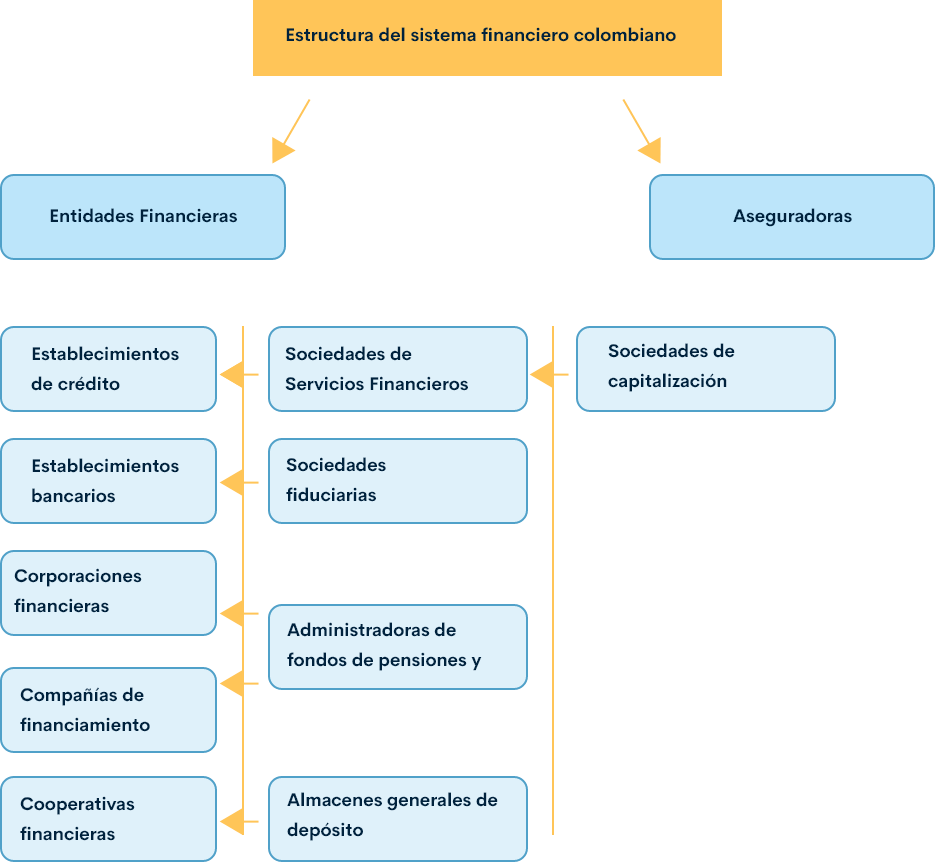 Estructura del sistema financiero colombiano
Entidades Financieras
Aseguradoras
Establecimientos
de crédito
Sociedades de
Servicios Financieros
Sociedades de
capitalización
Establecimientos
bancarios
Sociedades
fiduciarias
Corporaciones
financieras
Administradoras de
fondos de pensiones y
Compañías de
financiamiento
Cooperativas
financieras
Almacenes generales de
depósito